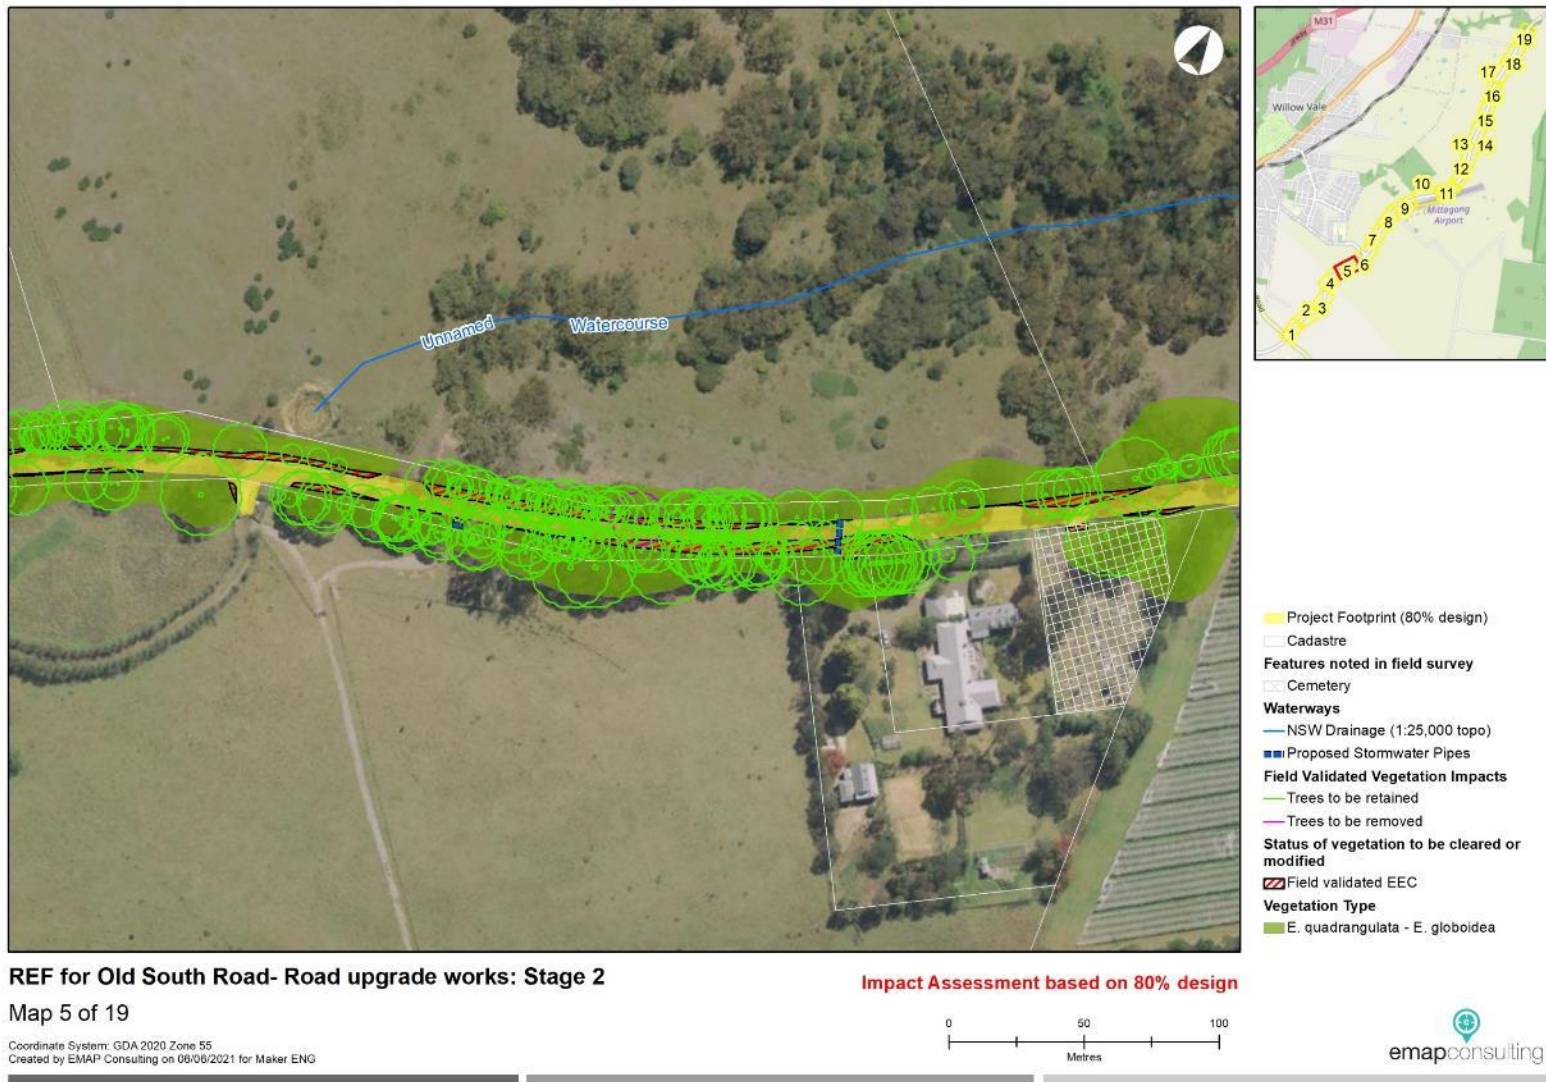 Unnamed
Watercourse
M31
Willow Vale
Mittagong
Airport
19
18
17
16
15
13
14
12
10
11
9
8
7
5
6
4
2
3
1
Project Footprint (80% design)
Cadastre
Features noted in field survey
Cemetery
Waterways
NSW Drainage (1:25,000 topo)
Proposed Stormwater Pipes
Field Validated Vegetation Impacts
Trees to be retained
Trees to be removed
Status of vegetation to be cleared or
modified
Field validated EEC
Vegetation Type
E. quadrangulata - E. globoidea
REF for Old South Road- Road upgrade works: Stage 2
Impact Assessment based on 80% design
Map 5 of 19
0 50 100
Metres
Coordinate System: GDA 2020 Zone 55
Created by EMAP Consulting on 06/06/2021 for Maker ENG
emapconsulting